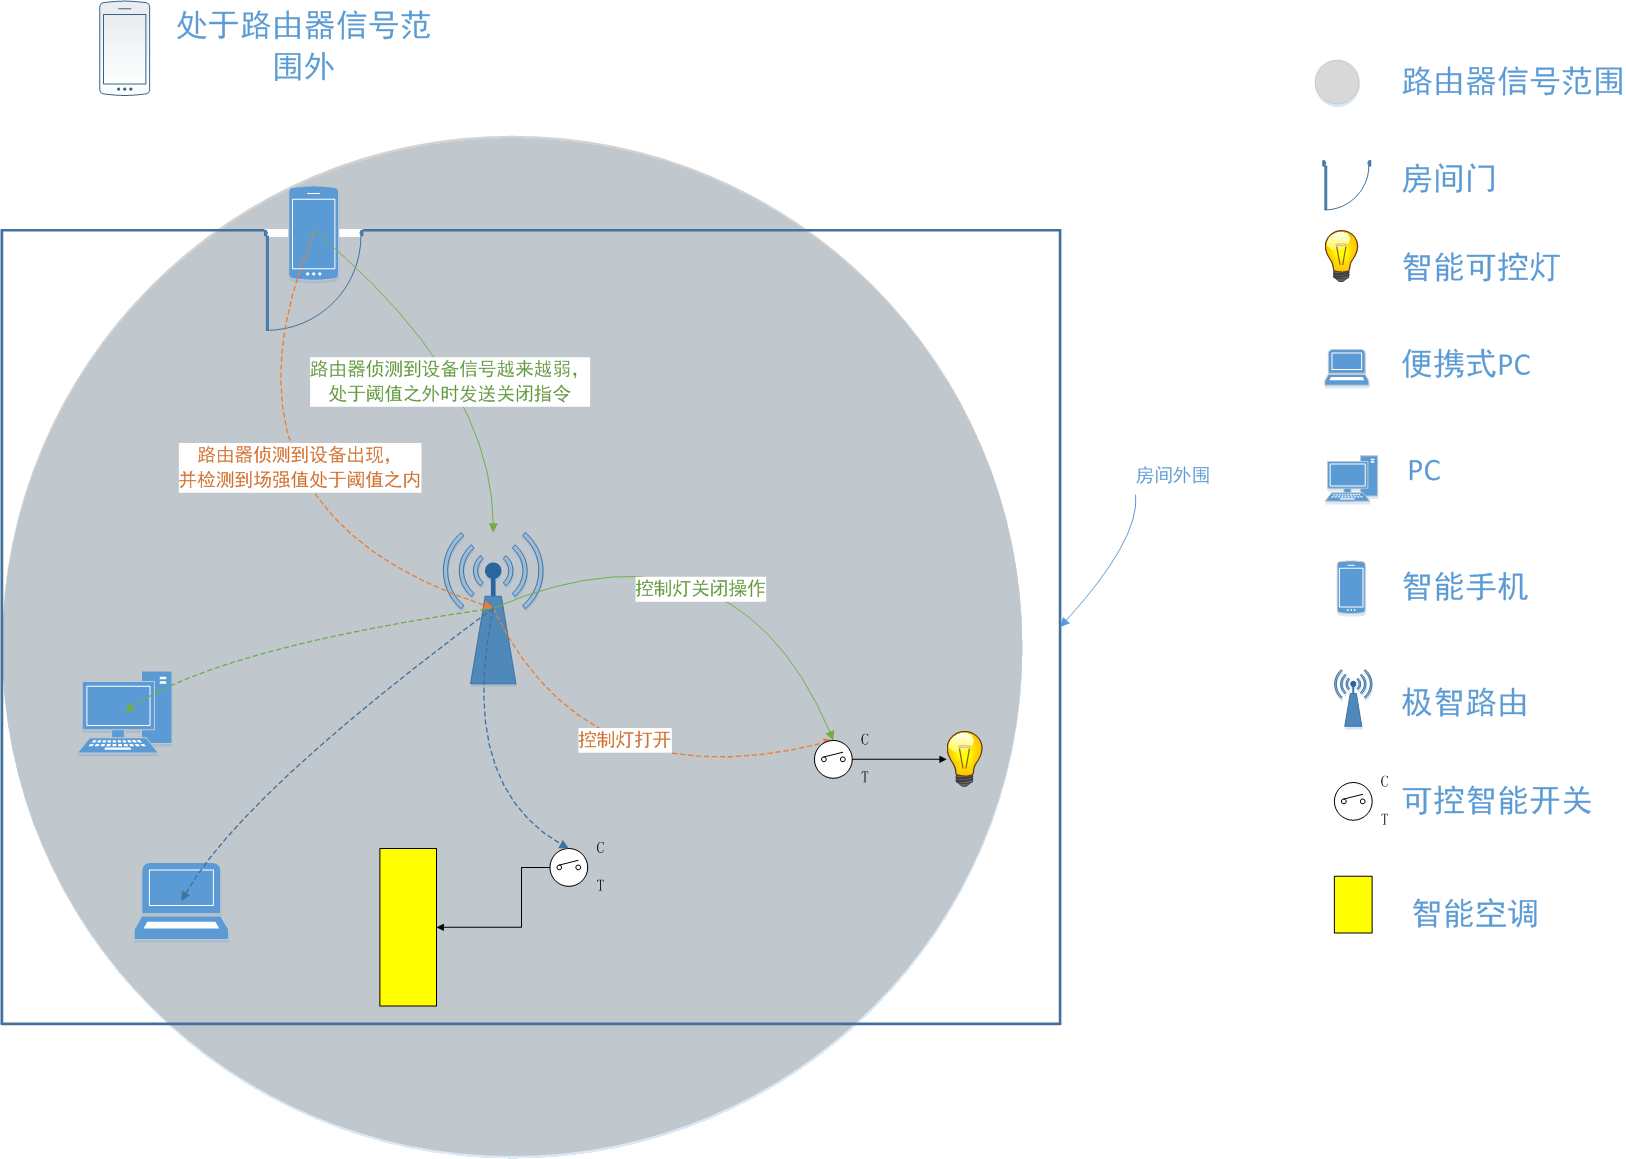 处于路由器信号范
围外
路由器侦测到设备信号越来越弱，
处于阈值之外时发送关闭指令
路由器侦测到设备出现，
并检测到场强值处于阈值之内
控制灯关闭操作
控制灯打开
C
T
C
T
房间外围
路由器信号范围
房间门
智能可控灯
便携式PC
PC
智能手机
极智路由
C
可控智能开关
T
智能空调